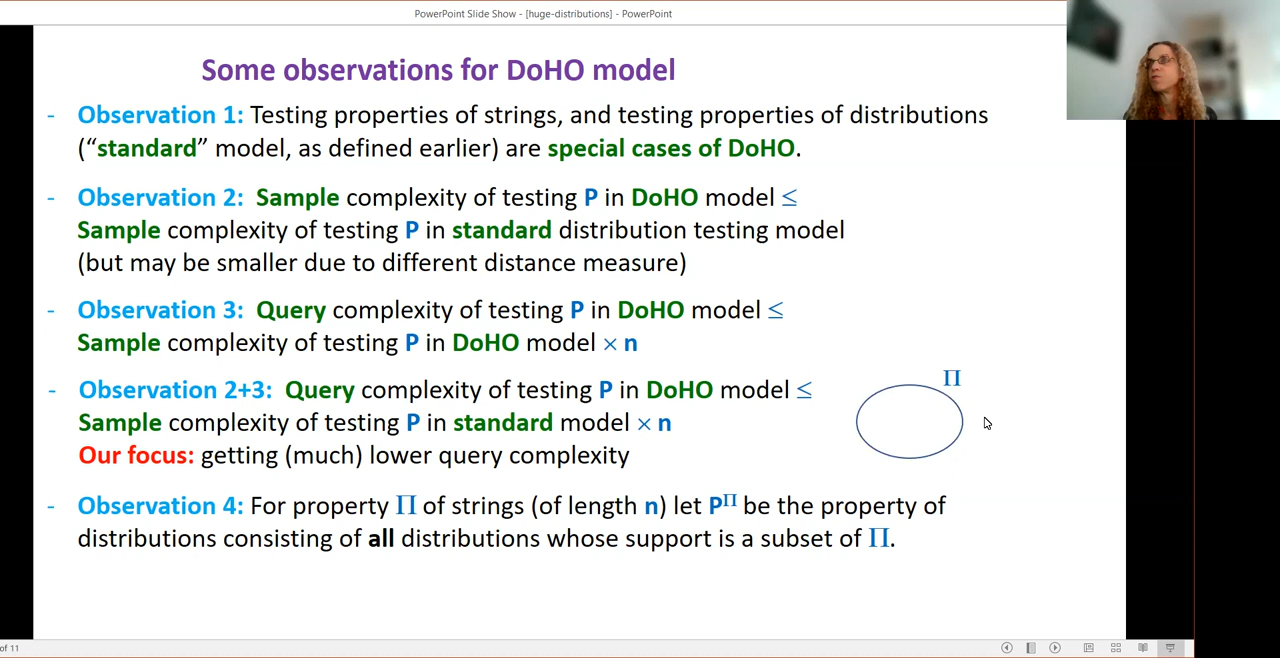 PowerPoint Slide Show - [huge-distributions] - PowerPoint
Some observations for DoHO model
- Observation 1: Testing properties of strings, and testing properties of distributions
(“standard” model, as defined earlier) are special cases of DoHO.
- Observation 2: Sample complexity of testing P in DoHO model ≤
Sample complexity of testing P in standard distribution testing model
(but may be smaller due to different distance measure)
- Observation 3: Query complexity of testing P in DoHO model ≤
Sample complexity of testing P in DoHO model × n
- Observation 2+3: Query complexity of testing P in DoHO model ≤
Sample complexity of testing P in standard model × n
Our focus: getting (much) lower query complexity
Π
- Observation 4: For property Π of strings (of length n) let P^Π be the property of
distributions consisting of all distributions whose support is a subset of Π.
of 11